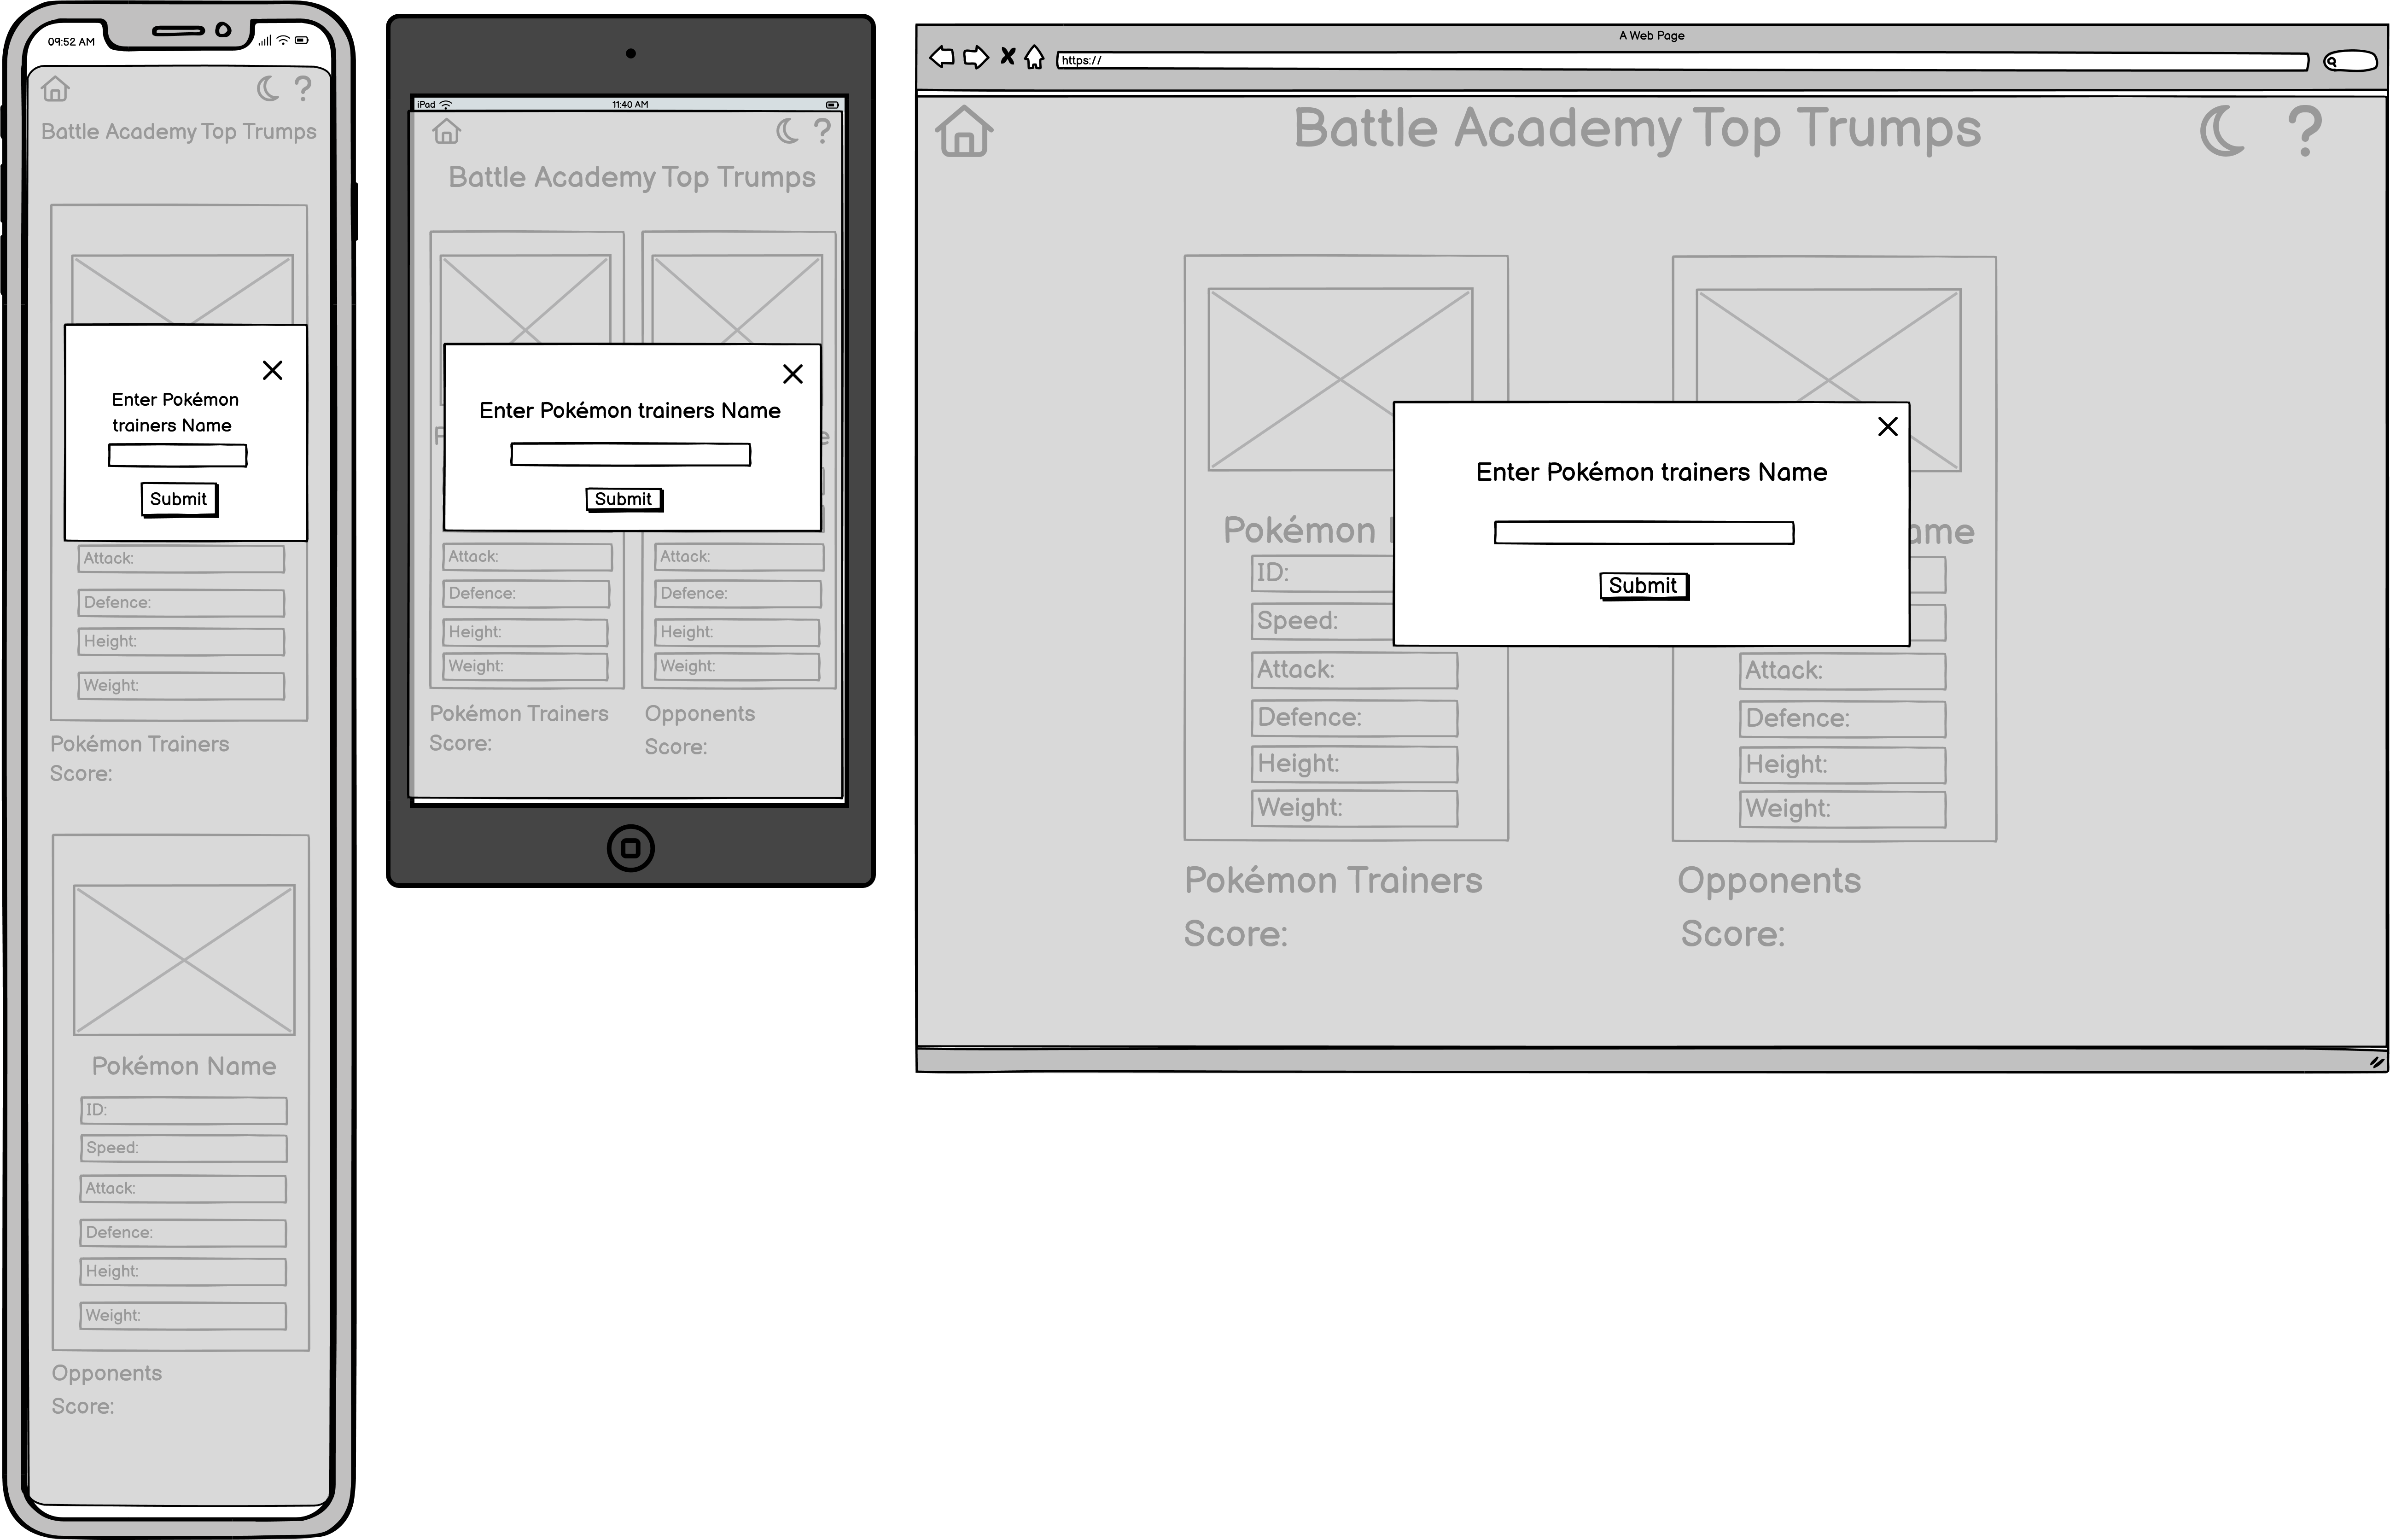 09:52 AM
Battle Academy Top Trumps
Enter Pokémon
trainers Name
Submit
Attack:
Defence:
Height:
Weight:
Pokémon Trainers
Score:
Pokémon Name
ID:
Speed:
Attack:
Defence:
Height:
Weight:
Opponents
Score:
iPad
11:40 AM
Battle Academy Top Trumps
Enter Pokémon trainers Name
Submit
Attack:
Defence:
Height:
Weight:
Pokémon Trainers
Score:
Attack:
Defence:
Height:
Weight:
Opponents
Score:
A Web Page
https://
Battle Academy Top Trumps
Enter Pokémon trainers Name
Submit
Pokémon
ID:
Speed:
Attack:
Defence:
Height:
Weight:
Pokémon Trainers
Score:
Attack:
Defence:
Height:
Weight:
Opponents
Score: